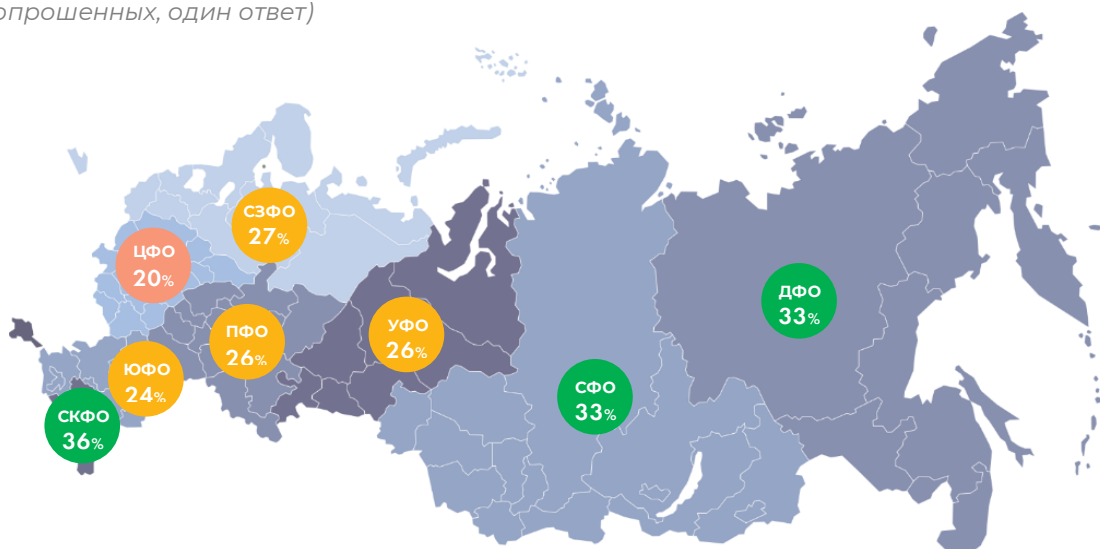 опрошенных, один ответ)
СЗФО
27%
ЦФО
20%
ДФО
33%
ПФО
26%
УФО
26%
ЮФО
24%
СФО
33%
СКФО
36%